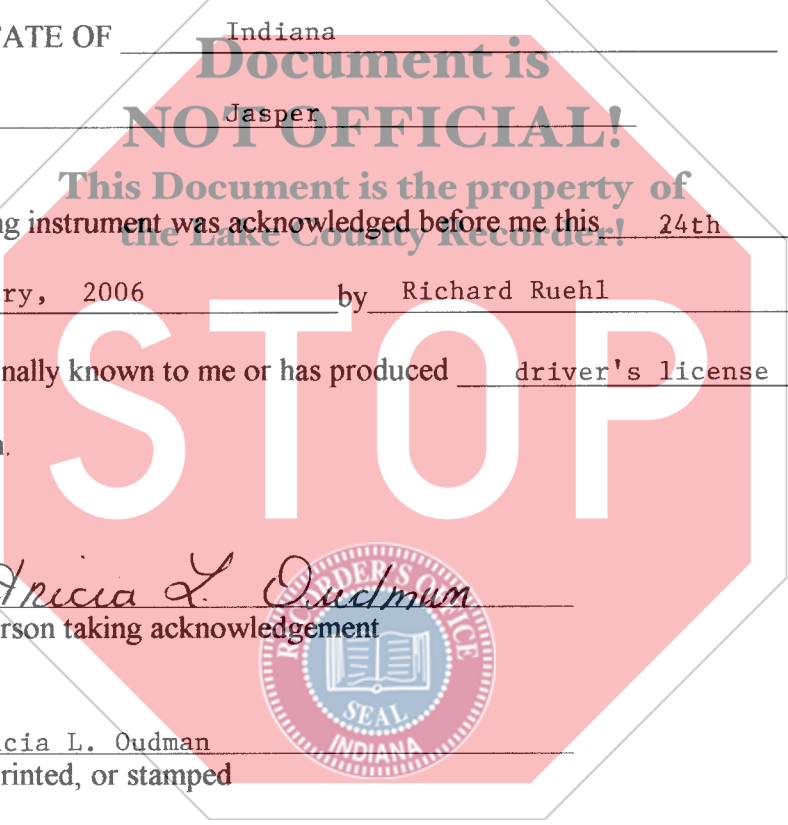 TATE OF Indiana
Document is
Jasper
NOT OFFICIAL!
This Document is the property of
ng instrument was acknowledged before me this 24th
the Lake County Recorder!
ry, 2006 by Richard Ruehl
nally known to me or has produced driver's license
n.
STOP
tricia L. Oudman
rson taking acknowledgement
RECORDER'S OFFICE
SEAL
INDIANA
icia L. Oudman
rinted, or stamped